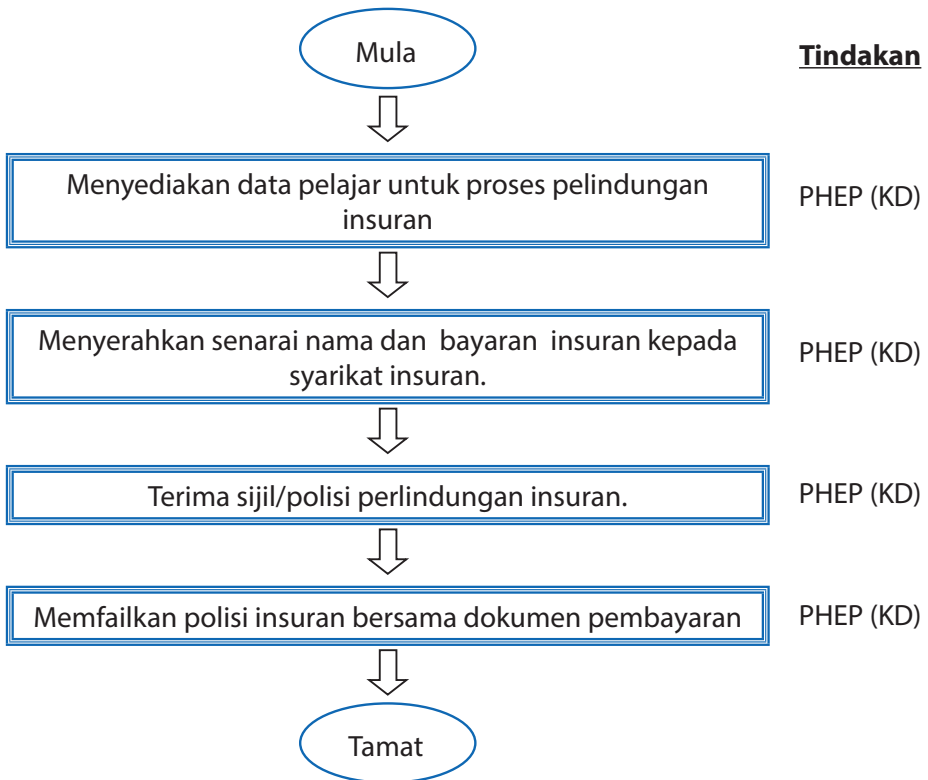 Mula
Tindakan
Menyediakan data pelajar untuk proses pelindungan
insuran
PHEP (KD)
Menyerahkan senarai nama dan bayaran insuran kepada
syarikat insuran.
PHEP (KD)
Terima sijil/polisi perlindungan insuran.
PHEP (KD)
Memfailkan polisi insuran bersama dokumen pembayaran
PHEP (KD)
Tamat